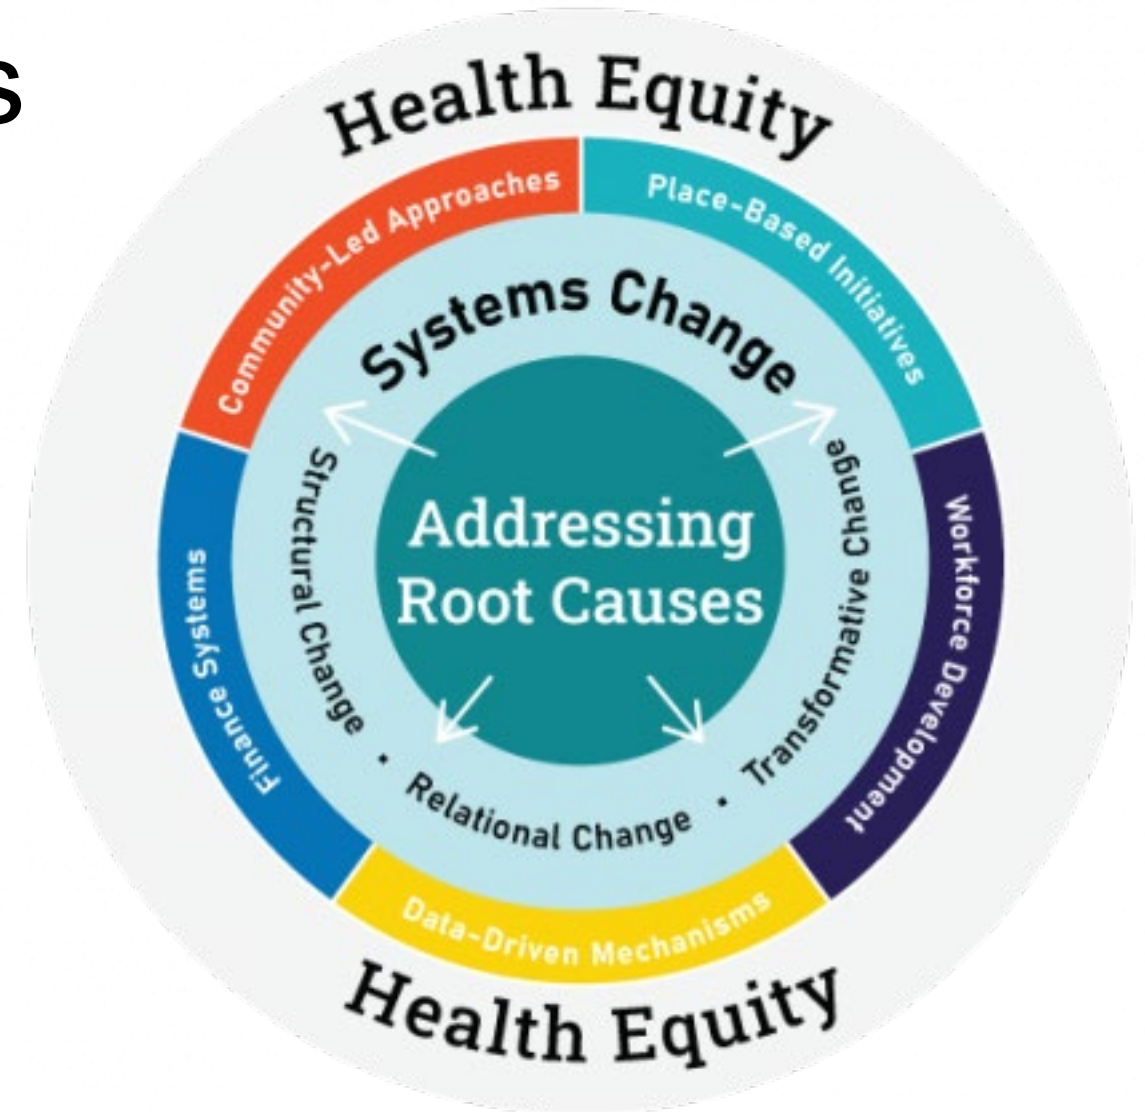 s
Health Equity
Community-Led Approaches
Place-Based Initiatives
Workforce Development
Data-Driven Mechanisms
Finance Systems
Systems Change
Structural Change · Relational Change · Transformative Change
Addressing
Root Causes
Health Equity